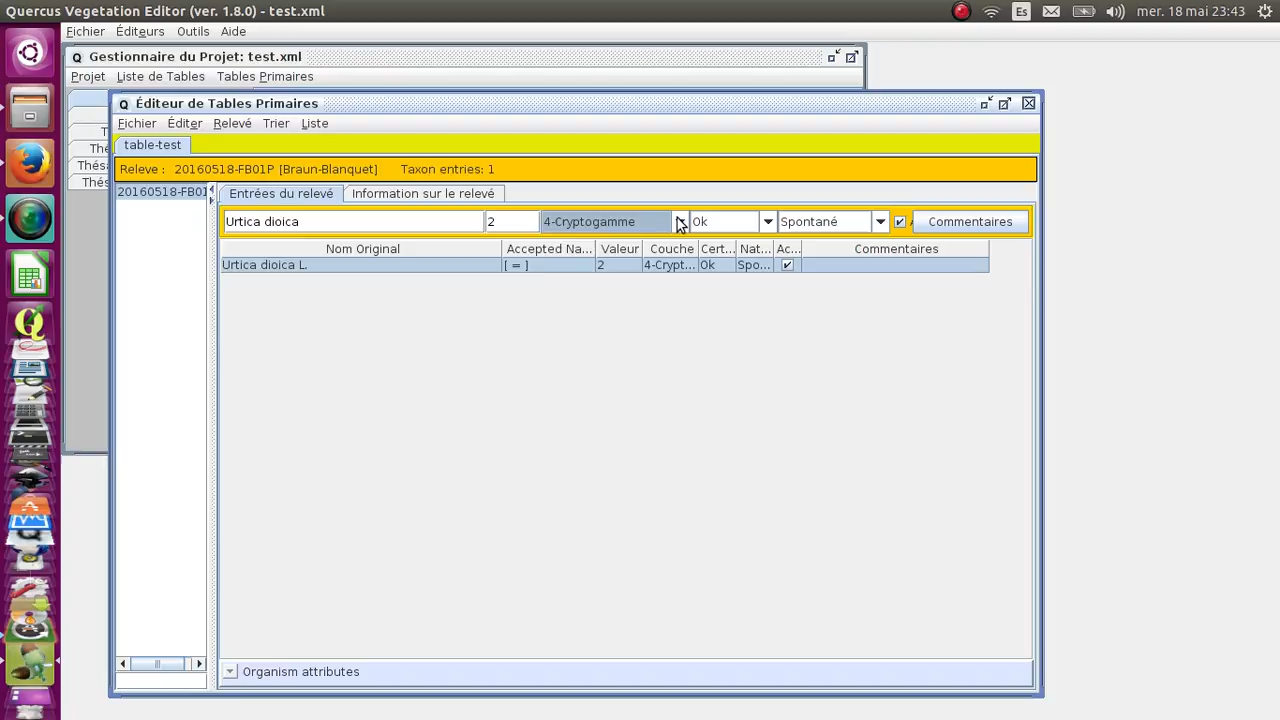 Quercus Vegetation Editor (ver. 1.8.0) - test.xml
Es
mer. 18 mai 23:43
Fichier Éditeurs Outils Aide
Q Gestionnaire du Projet: test.xml
Projet Liste de Tables Tables Primaires
Q Éditeur de Tables Primaires
Fichier Éditer Relevé Trier Liste
T
table-test
Thé
Thésa
Thés
Releve : 20160518-FB01P [Braun-Blanquet] Taxon entries: 1
20160518-FB01
Entrées du relevé Information sur le relevé
Urtica dioica 2 4-Cryptogamme Ok Spontané Commentaires
Nom Original Accepted Na... Valeur Couche Cert... Nat... Ac... Commentaires
Urtica dioica L. [ = ] 2 4-Crypt... Ok Spo...
Organism attributes